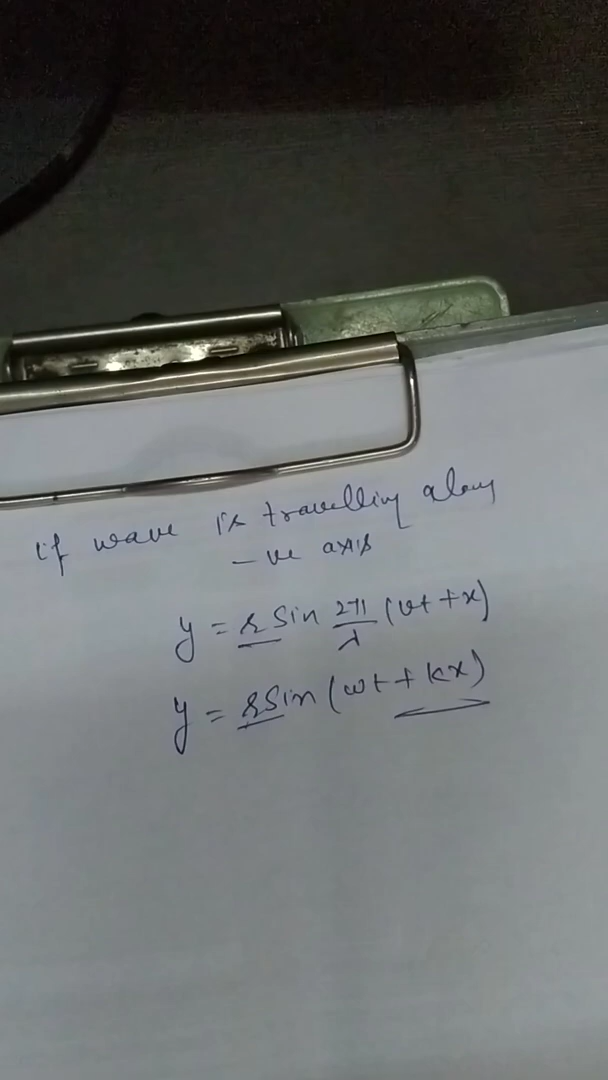 if wave is travelling along
-ve axis
y = r sin 2π/λ (vt + x)
y = r sin (ωt + kx)